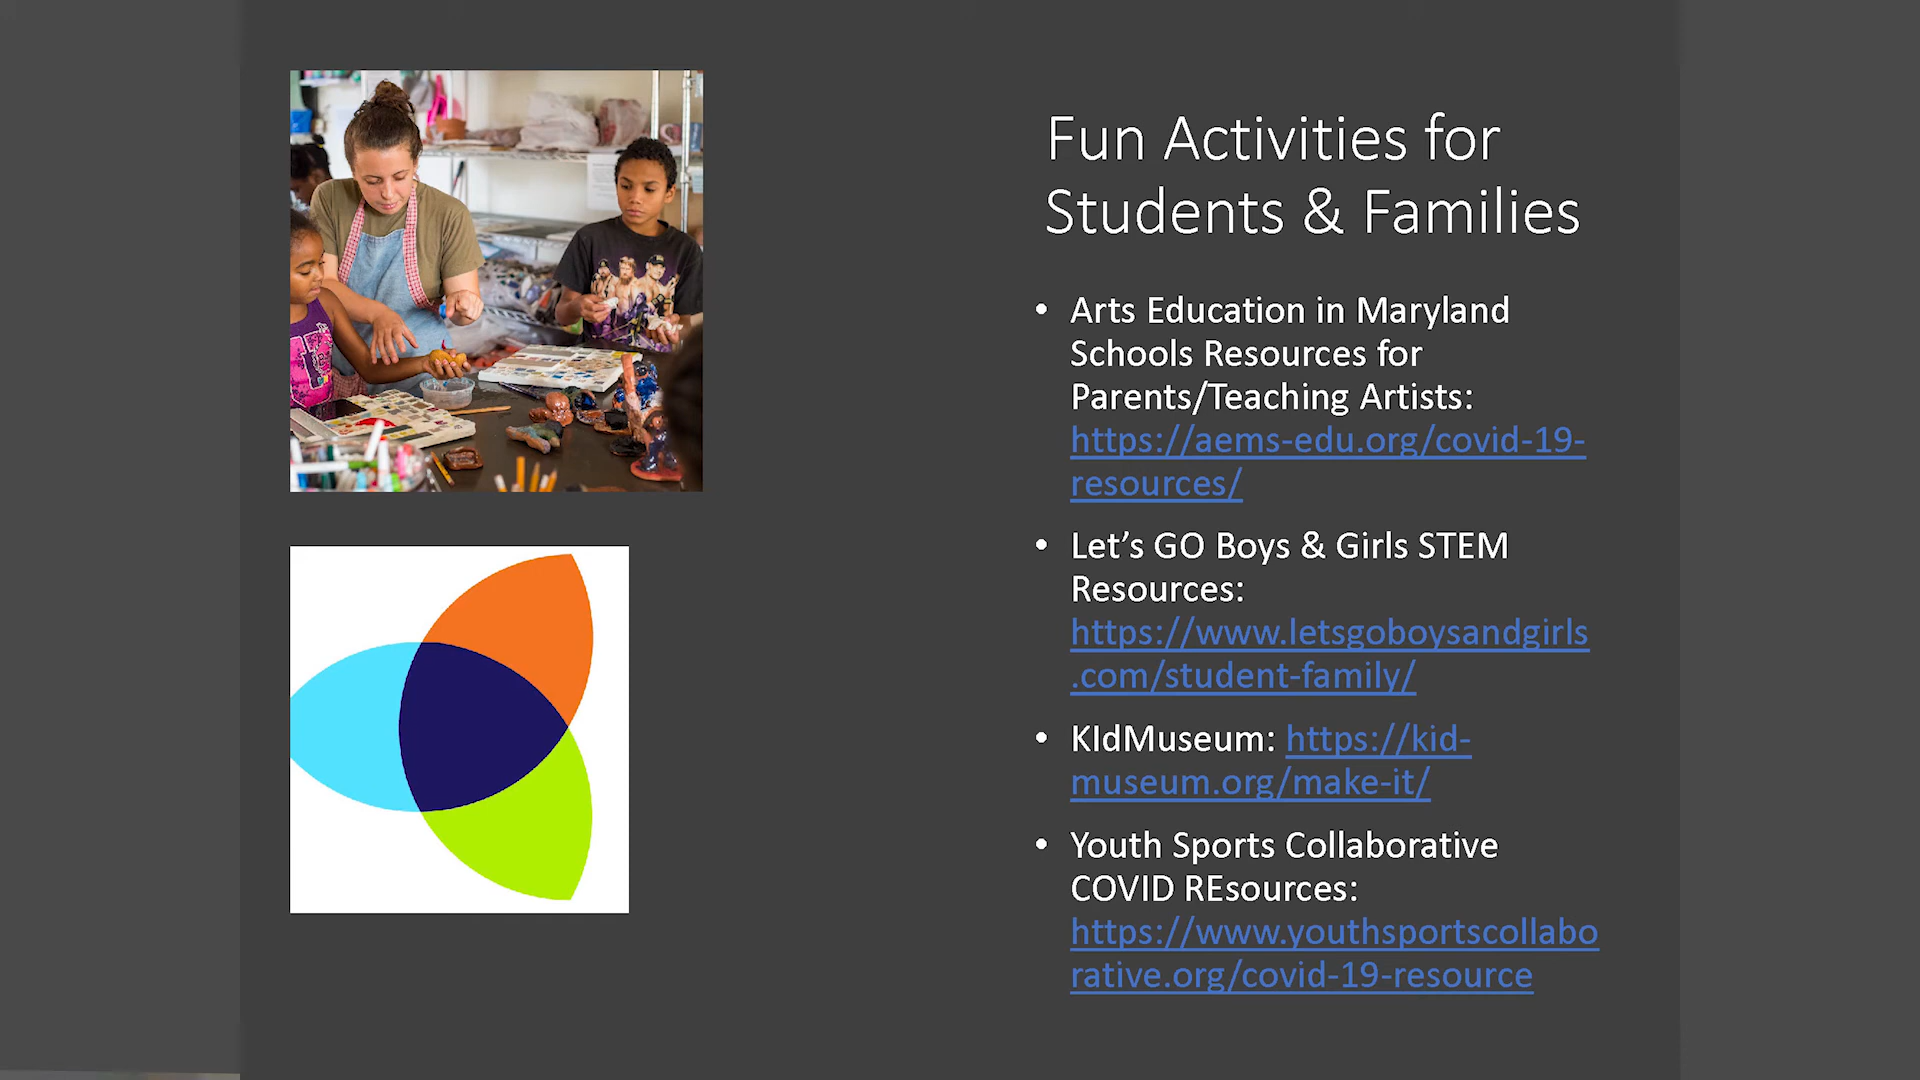 Fun Activities for
Students & Families
• Arts Education in Maryland
Schools Resources for
Parents/Teaching Artists:
https://aems-edu.org/covid-19-
resources/
• Let’s GO Boys & Girls STEM
Resources:
https://www.letsgoboysandgirls
.com/student-family/
• KIdMuseum: https://kid-
museum.org/make-it/
• Youth Sports Collaborative
COVID REsources:
https://www.youthsportscollabo
rative.org/covid-19-resource